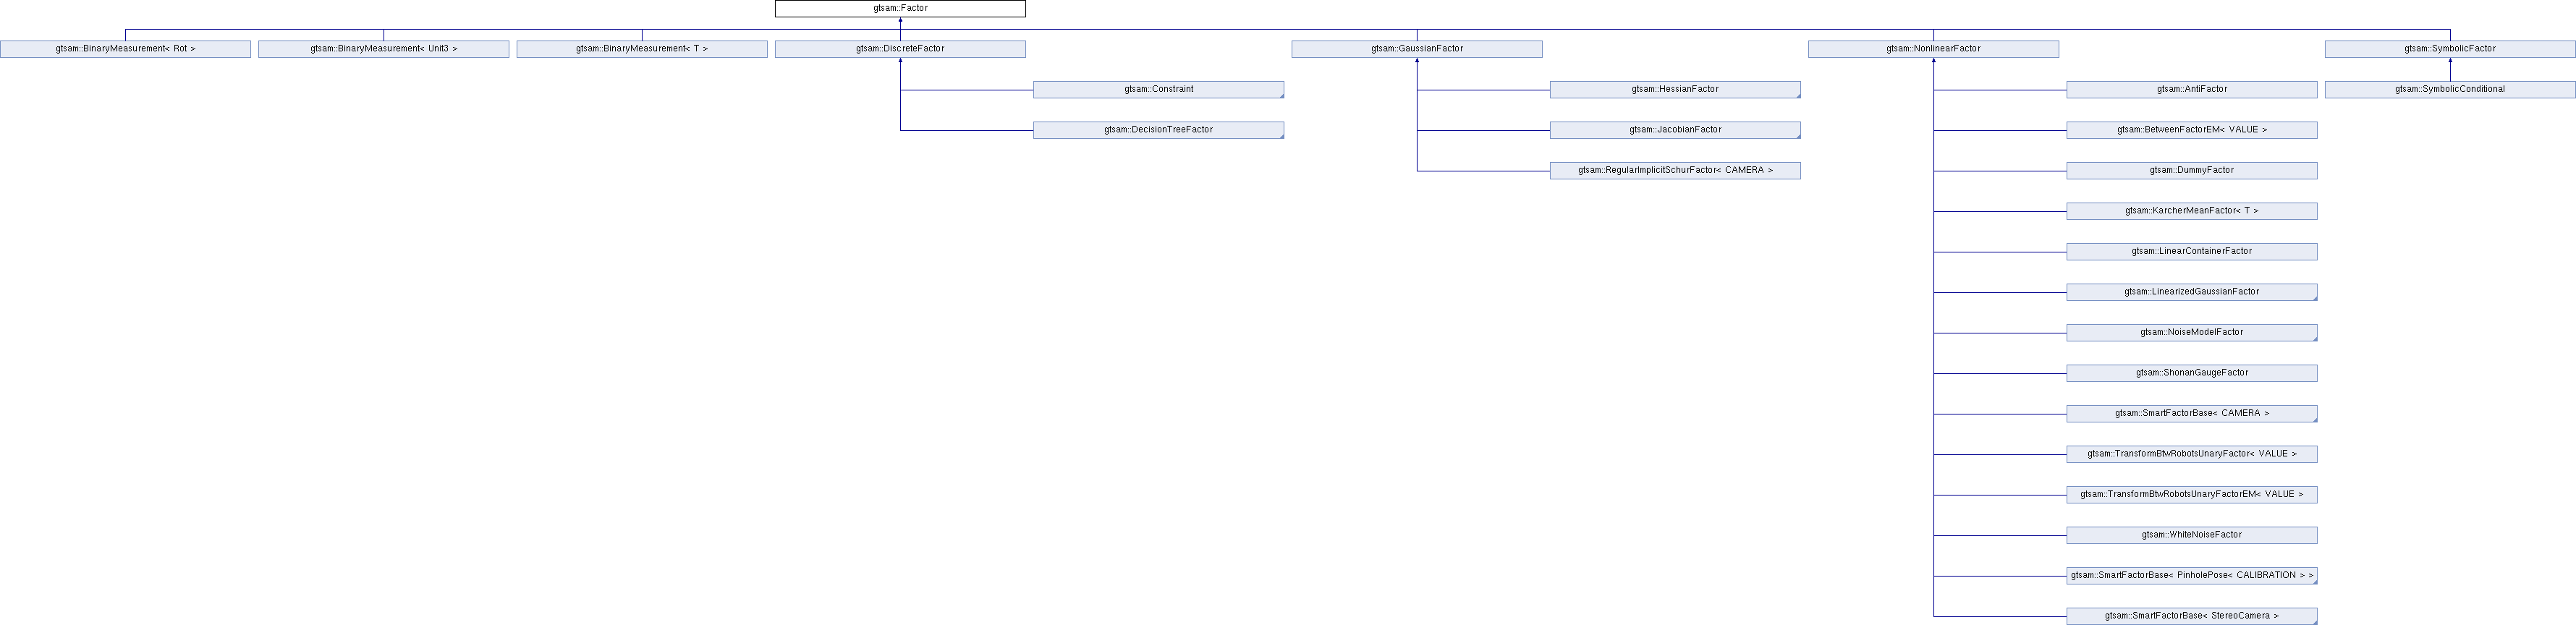 gtsam::Factor
gtsam::BinaryMeasurement< Rot >
gtsam::BinaryMeasurement< Unit3 >
gtsam::BinaryMeasurement< T >
gtsam::DiscreteFactor
gtsam::GaussianFactor
gtsam::NonlinearFactor
gtsam::SymbolicFactor
gtsam::Constraint
gtsam::HessianFactor
gtsam::AntiFactor
gtsam::SymbolicConditional
gtsam::DecisionTreeFactor
gtsam::JacobianFactor
gtsam::BetweenFactorEM< VALUE >
gtsam::RegularImplicitSchurFactor< CAMERA >
gtsam::DummyFactor
gtsam::KarcherMeanFactor< T >
gtsam::LinearContainerFactor
gtsam::LinearizedGaussianFactor
gtsam::NoiseModelFactor
gtsam::ShonanGaugeFactor
gtsam::SmartFactorBase< CAMERA >
gtsam::TransformBtwRobotsUnaryFactor< VALUE >
gtsam::TransformBtwRobotsUnaryFactorEM< VALUE >
gtsam::WhiteNoiseFactor
gtsam::SmartFactorBase< PinholePose< CALIBRATION > >
gtsam::SmartFactorBase< StereoCamera >